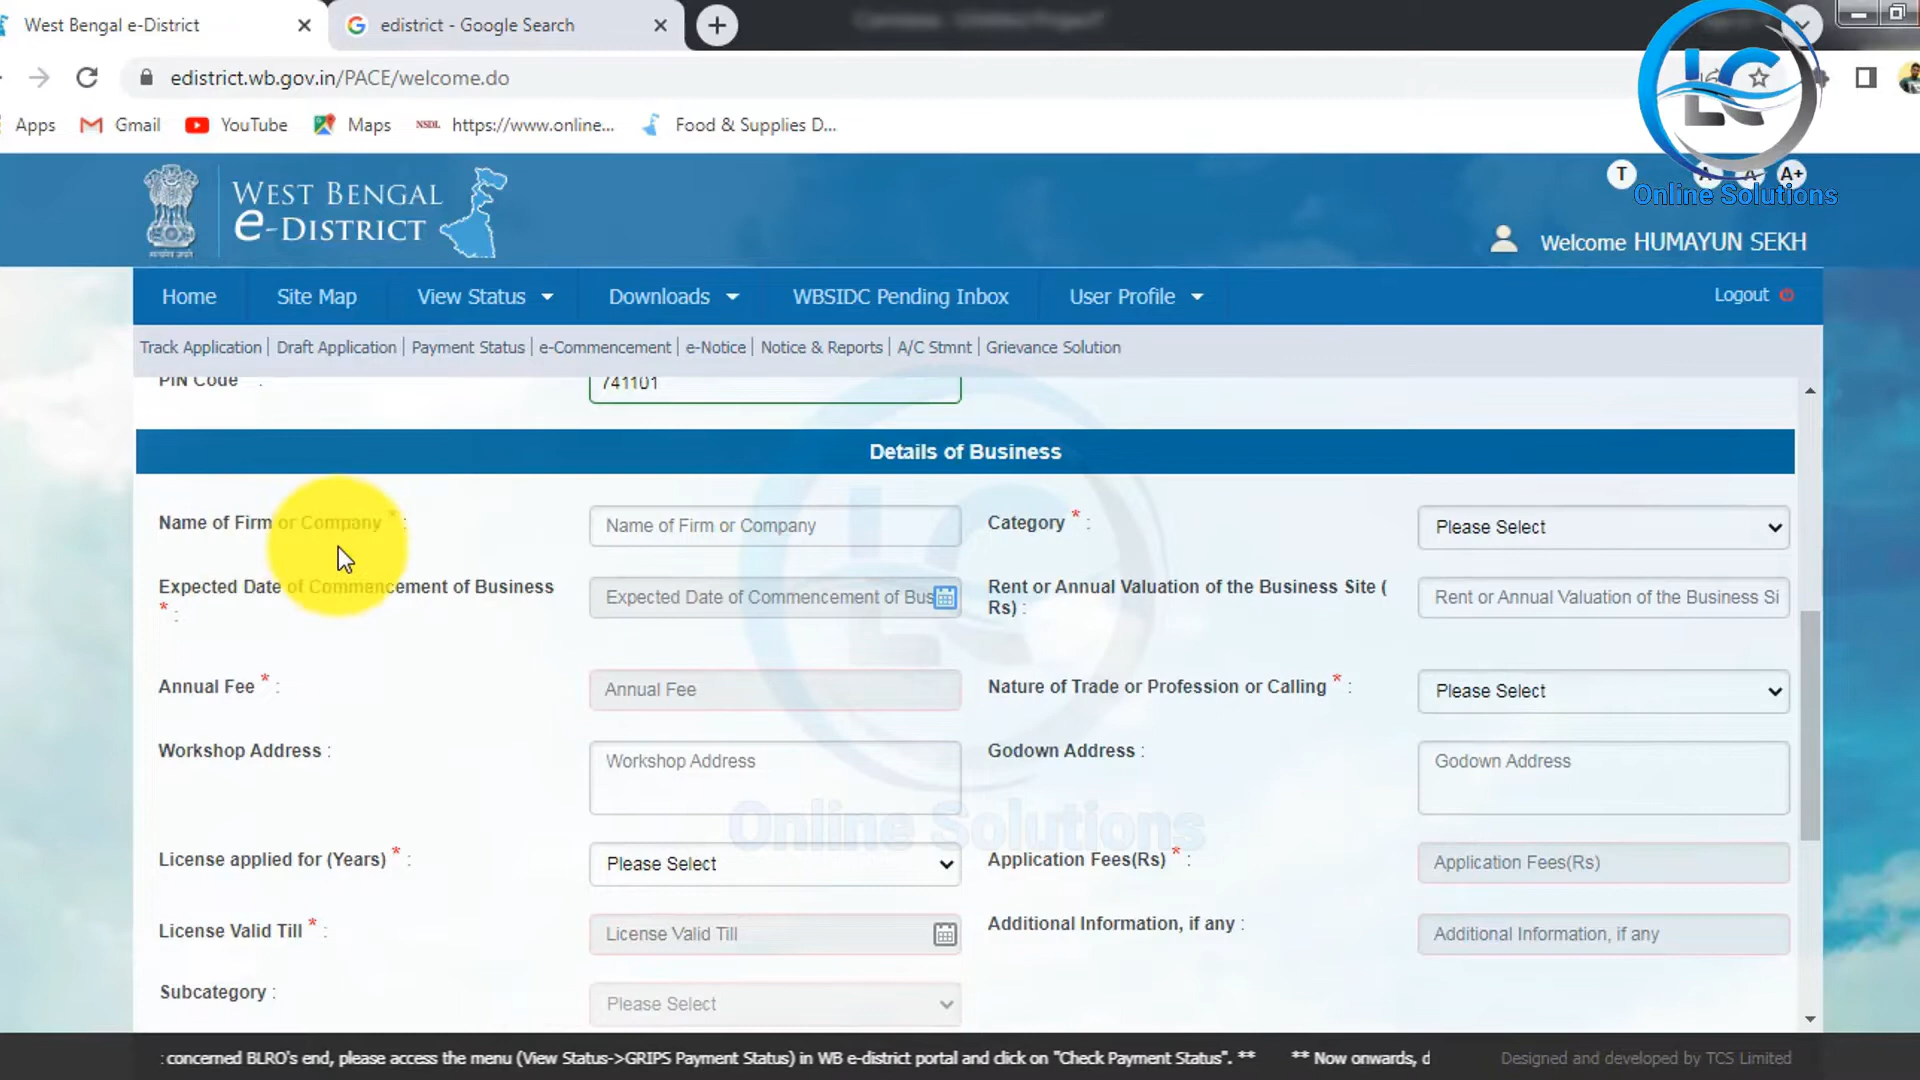 West Bengal e-District
edistrict - Google Search
edistrict.wb.gov.in/PACE/welcome.do
Apps Gmail YouTube Maps NSDL https://www.online... Food & Supplies D...
LC
Online Solutions
WEST BENGAL
e-DISTRICT
T A A+
Welcome HUMAYUN SEKH
Home Site Map View Status Downloads WBSIDC Pending Inbox User Profile Logout
Track Application | Draft Application | Payment Status | e-Commencement | e-Notice | Notice & Reports | A/C Stmnt | Grievance Solution
PIN Code : 741101
Details of Business
Name of Firm or Company * : Name of Firm or Company Category * : Please Select
Expected Date of Commencement of Business * : Expected Date of Commencement of Bus Rent or Annual Valuation of the Business Site ( Rs) : Rent or Annual Valuation of the Business Si
Annual Fee * : Annual Fee Nature of Trade or Profession or Calling * : Please Select
Workshop Address : Workshop Address Godown Address : Godown Address
Online Solutions
License applied for (Years) * : Please Select Application Fees(Rs) * : Application Fees(Rs)
License Valid Till * : License Valid Till Additional Information, if any : Additional Information, if any
Subcategory : Please Select
: concerned BLRO's end, please access the menu (View Status->GRIPS Payment Status) in WB e-district portal and click on "Check Payment Status". ** ** Now onwards, d
Designed and developed by TCS Limited